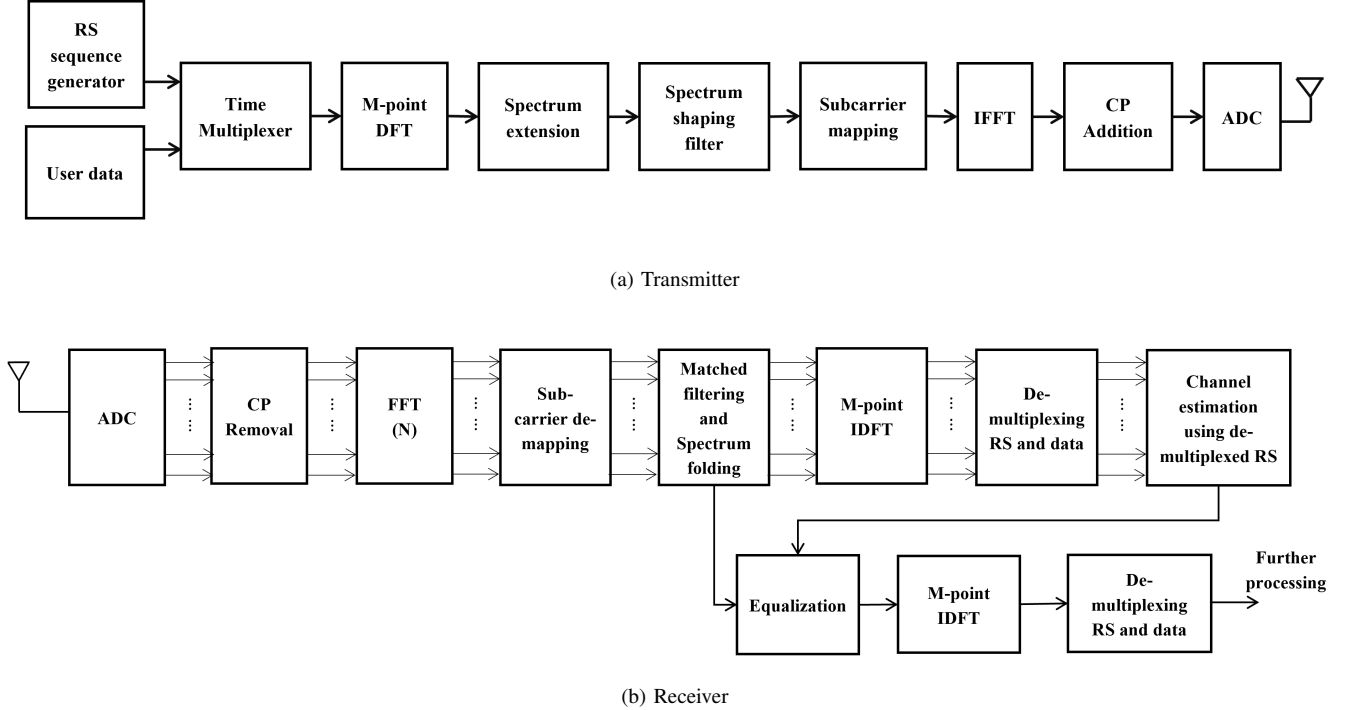 RS
sequence
generator
User data
Time
Multiplexer
M-point
DFT
Spectrum
extension
Spectrum
shaping
filter
Subcarrier
mapping
IFFT
CP
Addition
ADC
(a) Transmitter
ADC
CP
Removal
FFT
(N)
Sub-
carrier de-
mapping
Matched
filtering
and
Spectrum
folding
M-point
IDFT
De-
multiplexing
RS and data
Channel
estimation
using de-
multiplexed RS
Equalization
M-point
IDFT
De-
multiplexing
RS and data
Further
processing
(b) Receiver